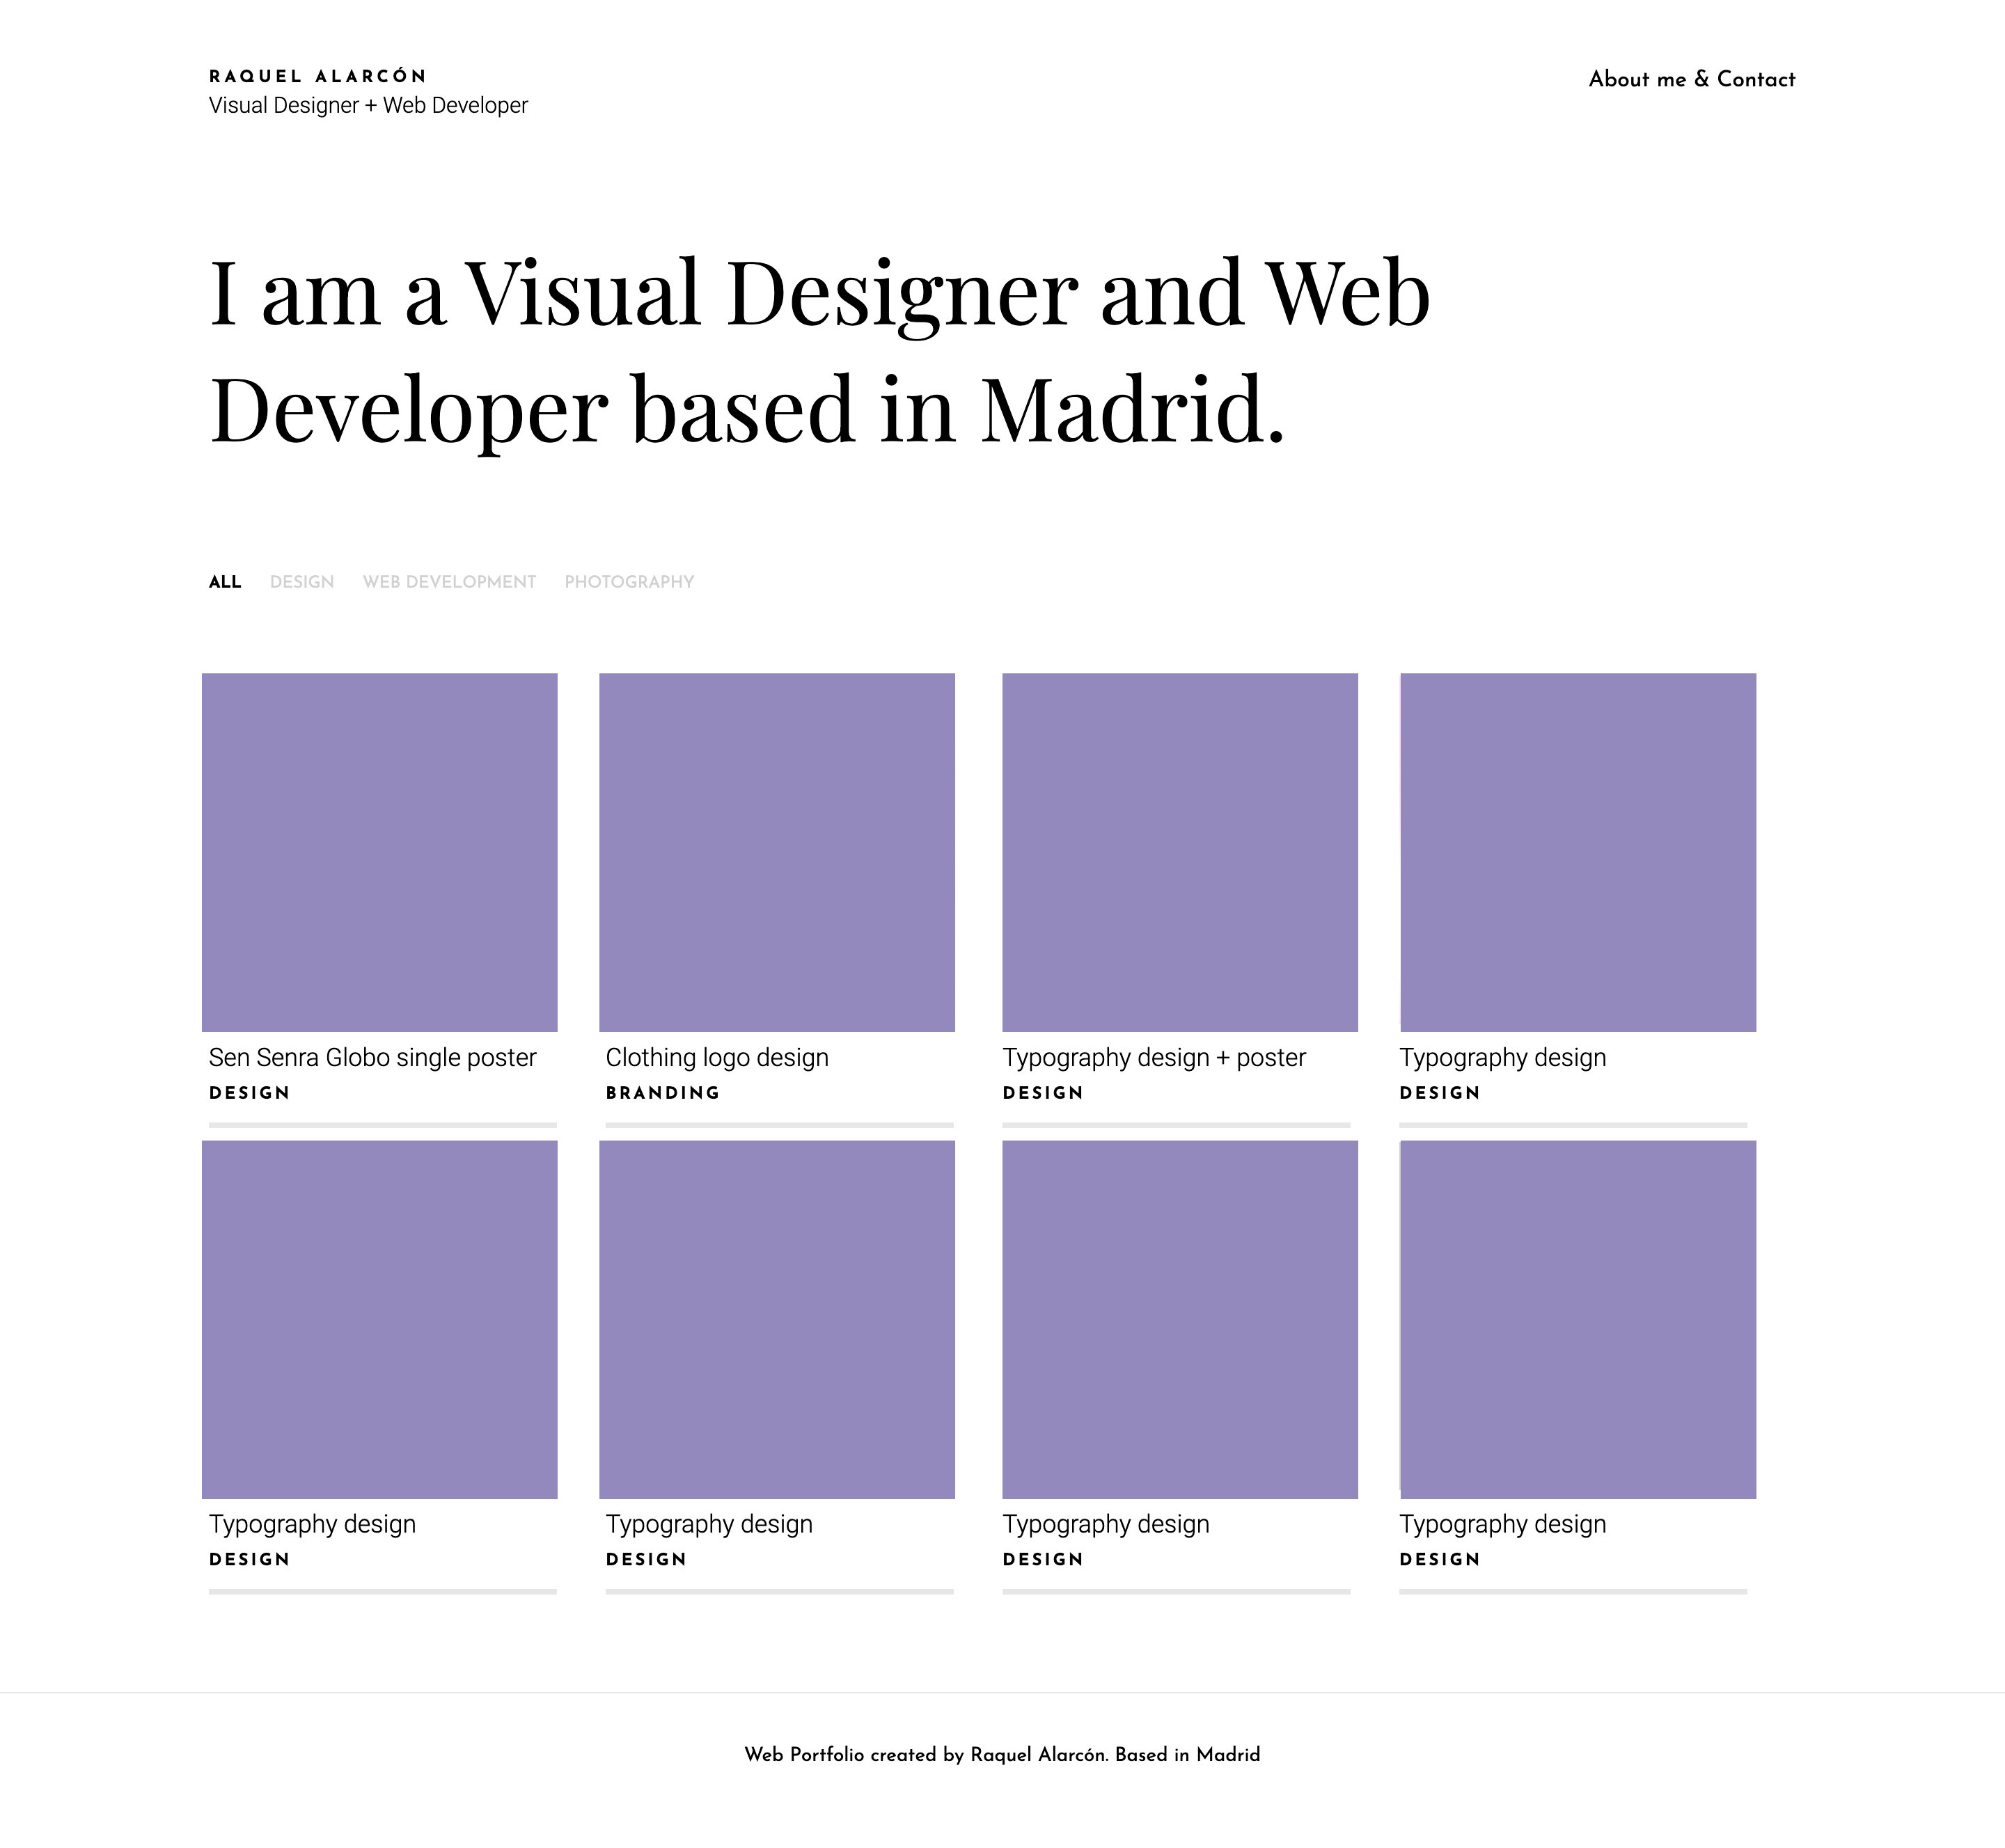 RAQUEL ALARCÓN
Visual Designer + Web Developer
About me & Contact
I am a Visual Designer and Web
Developer based in Madrid.
ALL DESIGN WEB DEVELOPMENT PHOTOGRAPHY
Sen Senra Globo single poster
DESIGN
Clothing logo design
BRANDING
Typography design + poster
DESIGN
Typography design
DESIGN
Typography design
DESIGN
Typography design
DESIGN
Typography design
DESIGN
Typography design
DESIGN
Web Portfolio created by Raquel Alarcón. Based in Madrid